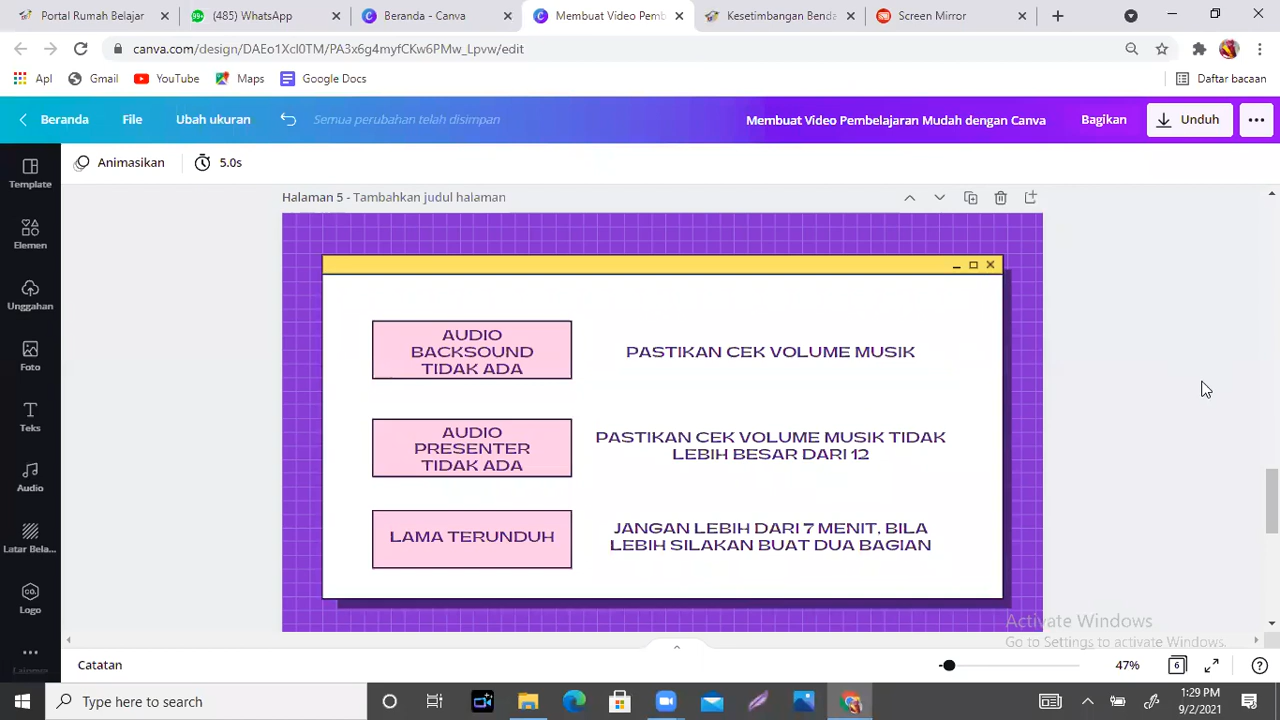 Portal Rumah Belajar
(485) WhatsApp
Beranda - Canva
Membuat Video Pemb
Kesetimbangan Benda
Screen Mirror
canva.com/design/DAEo1XcI0TM/PA3x6g4myfCKw6PMw_Lpvw/edit
Apl
Gmail
YouTube
Maps
Google Docs
Daftar bacaan
Beranda
File
Ubah ukuran
Semua perubahan telah disimpan
Membuat Video Pembelajaran Mudah dengan Canva
Bagikan
Unduh
Animasikan
5.0s
Template
Elemen
Unggahan
Foto
Teks
Audio
Latar Bela...
Logo
Lainnya
Halaman 5 - Tambahkan judul halaman
AUDIO
BACKSOUND
TIDAK ADA
PASTIKAN CEK VOLUME MUSIK
AUDIO
PRESENTER
TIDAK ADA
PASTIKAN CEK VOLUME MUSIK TIDAK
LEBIH BESAR DARI 12
LAMA TERUNDUH
JANGAN LEBIH DARI 7 MENIT, BILA
LEBIH SILAKAN BUAT DUA BAGIAN
Activate Windows
Go to Settings to activate Windows.
Catatan
47%
6
Type here to search
1:29 PM
9/2/2021